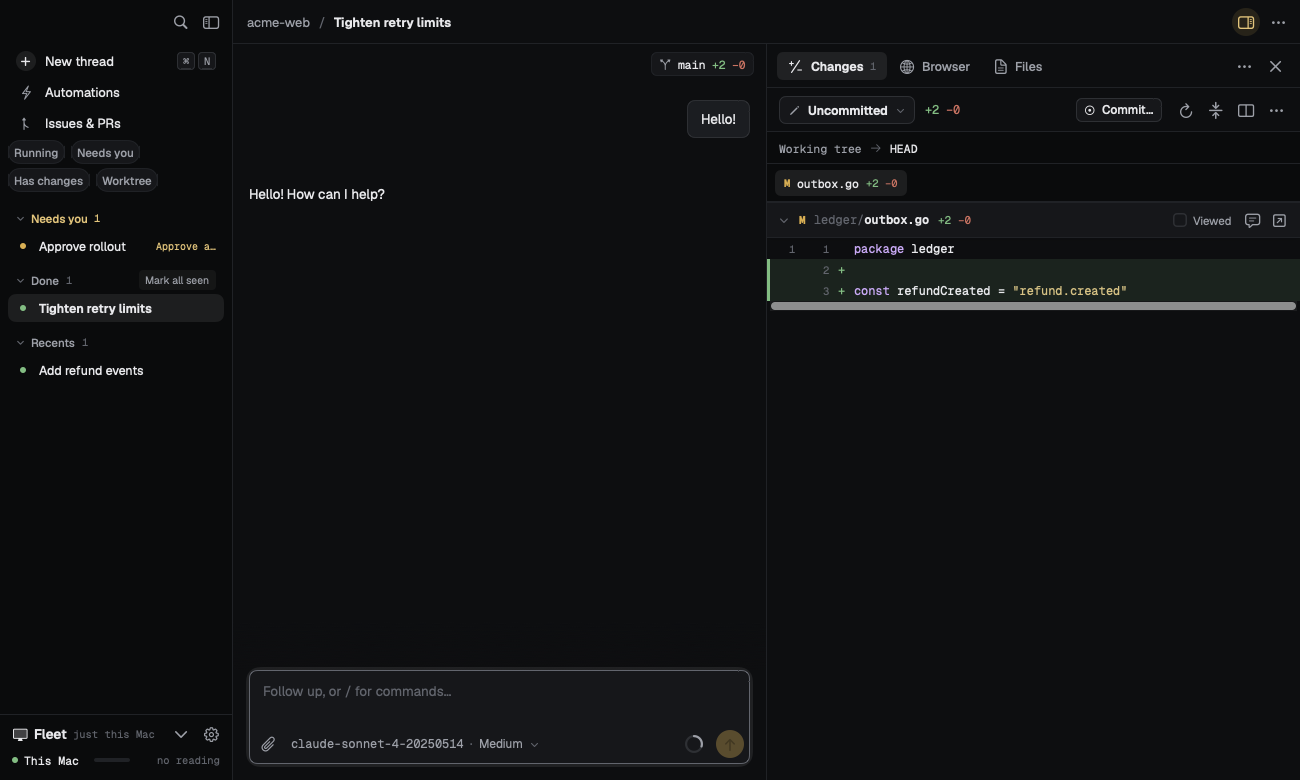 acme-web / Tighten retry limits
New thread ⌘ N
Automations
Issues & PRs
Running Needs you
Has changes Worktree
Needs you 1
Approve rollout Approve a…
Done 1 Mark all seen
Tighten retry limits
Recents 1
Add refund events
Fleet just this Mac
This Mac no reading
main +2 −0
Hello!
Hello! How can I help?
Follow up, or / for commands…
claude-sonnet-4-20250514 · Medium
Changes 1 Browser Files
Uncommitted +2 −0 Commit…
Working tree → HEAD
M outbox.go +2 −0
M ledger/outbox.go +2 −0 Viewed
1 1 package ledger
2 +
3 + const refundCreated = "refund.created"